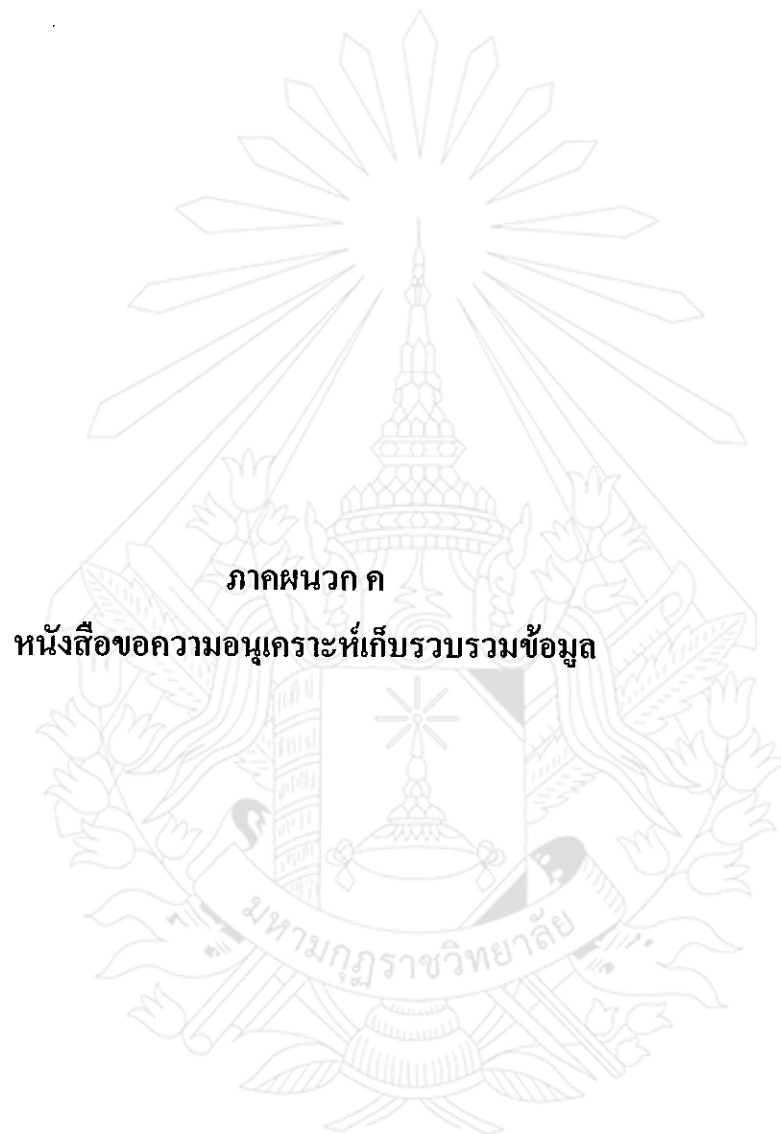 ภาคผนวก ค
หนังสือขอความอนุเคราะห์เก็บรวบรวมข้อมูล
มหามกุฏราชวิทยาลัย